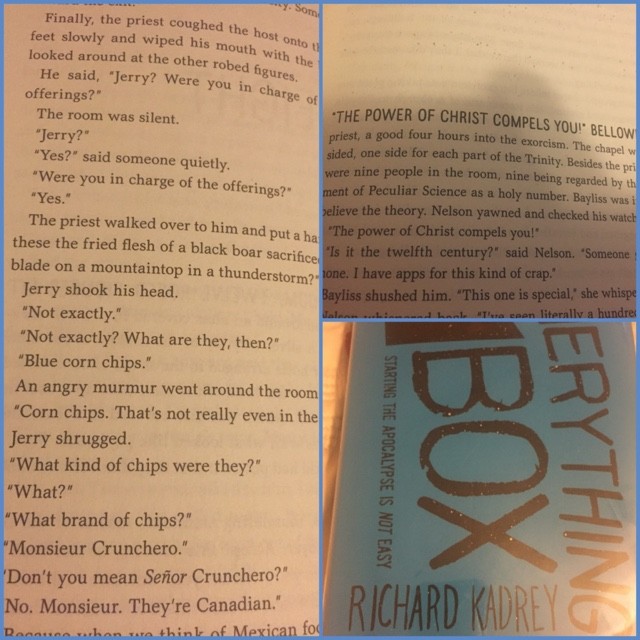 Finally, the priest coughed the host onto
feet slowly and wiped his mouth with the
looked around at the other robed figures.
He said, "Jerry? Were you in charge of
offerings?"
The room was silent.
"Jerry?"
"Yes?" said someone quietly.
"Were you in charge of the offerings?"
"Yes."
The priest walked over to him and put a
these the fried flesh of a black boar
blade on a mountaintop in a thunderstorm?"
Jerry shook his head.
"Not exactly."
"Not exactly? What are they, then?"
"Blue corn chips."
An angry murmur went around the room
"Corn chips. That's not really even in the
Jerry shrugged.
"What kind of chips were they?"
"What?"
"What brand of chips?"
"Monsieur Crunchero."
"Don't you mean Señor Crunchero?"
No. Monsieur. They're Canadian."
Because when we think of Mexican
"THE POWER OF CHRIST COMPELS YOU!"
priest, a good four hours into the exorcism. The chapel
sided, one side for each part of the Trinity. Besides the
were nine people in the room, nine being regarded by
ment of Peculiar Science as a holy number. Bayliss was
believe the theory. Nelson yawned and checked his watch
"The power of Christ compels you!"
"Is it the twelfth century?" said Nelson. "Someone
I have apps for this kind of crap."
Bayliss shushed him. "This one is special," she
"I've seen literally a
ERYTHING
BOX
STARTING THE APOCALYPSE IS NOT EASY
RICHARD KADREY